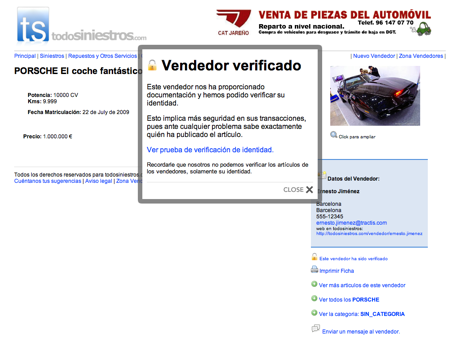 ts todosiniestros.com
CAT JAREÑO
VENTA DE PIEZAS DEL AUTOMÓVIL
Reparto a nivel nacional. Telf. 96 147 07 70
Compra de vehículos para desguace y trámite de baja en DGT.
Principal | Siniestros | Repuestos y Otros Servicios
| Nuevo Vendedor | Zona Vendedores |
PORSCHE El coche fantástico
Potencia: 10000 CV
Kms: 9.999
Fecha Matriculación: 22 de July de 2009
Precio: 1.000.000 €
Todos los derechos reservados para todosiniestros
Cuéntanos tus sugerencias | Aviso legal | Zona Vend
Vendedor verificado
Este vendedor nos ha proporcionado
documentación y hemos podido verificar su
identidad.
Esto implica más seguridad en sus transacciones,
pues ante cualquier problema sabe exactamente
quién ha publicado el artículo.
Ver prueba de verificación de identidad.
Recordarle que nosotros no podemos verificar los artículos de
los vendedores, solamente su identidad.
CLOSE
Click para ampliar
Datos del Vendedor:
Ernesto Jiménez
Barcelona
Barcelona
555-12345
ernesto.jimenez@tractis.com
web en todosiniestros:
http://todosiniestros.com/vendedor/ernesto.jimenez
Este vendedor ha sido verificado
Imprimir Ficha
Ver más artículos de este vendedor
Ver todos los PORSCHE
Ver la categoría: SIN_CATEGORIA
Enviar un mensaje al vendedor.